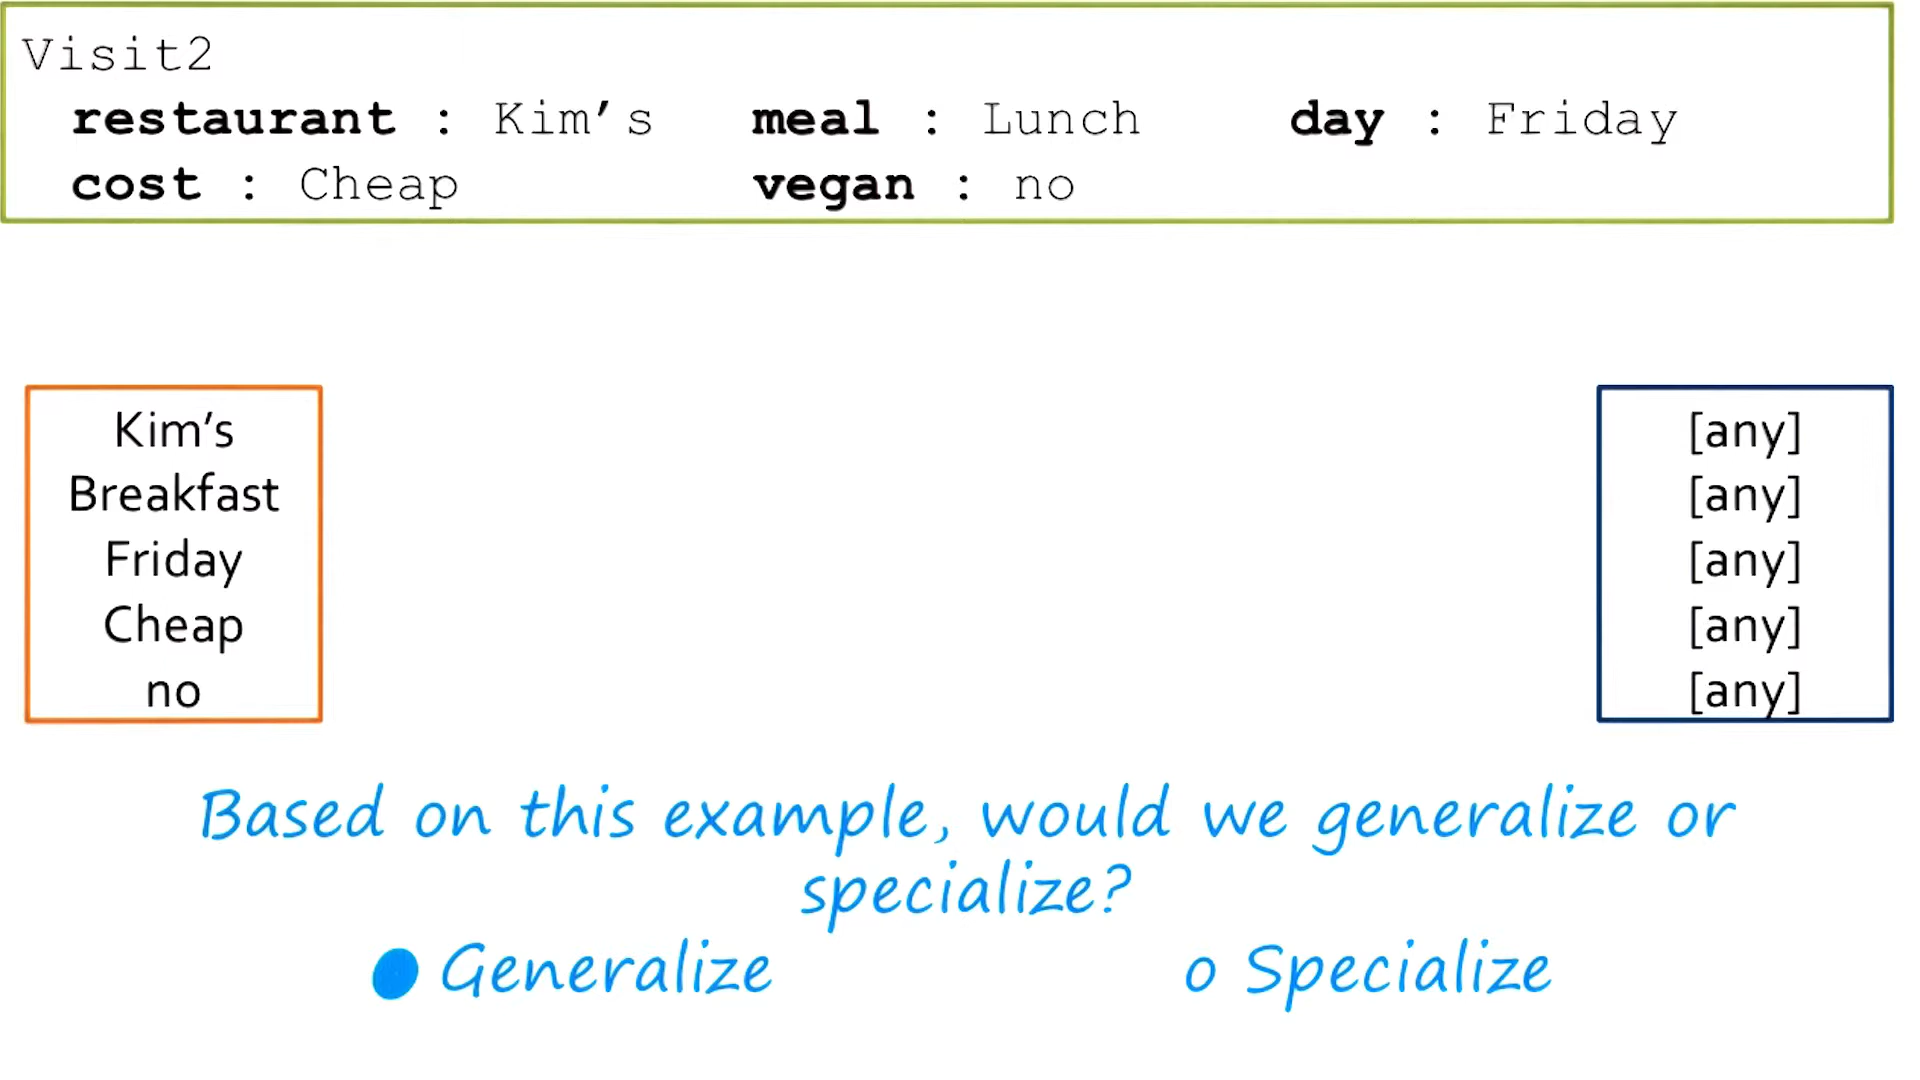 Visit2
restaurant : Kim’s meal : Lunch day : Friday
cost : Cheap vegan : no
Kim’s
Breakfast
Friday
Cheap
no
[any]
[any]
[any]
[any]
[any]
Based on this example, would we generalize or
specialize?
Generalize o Specialize